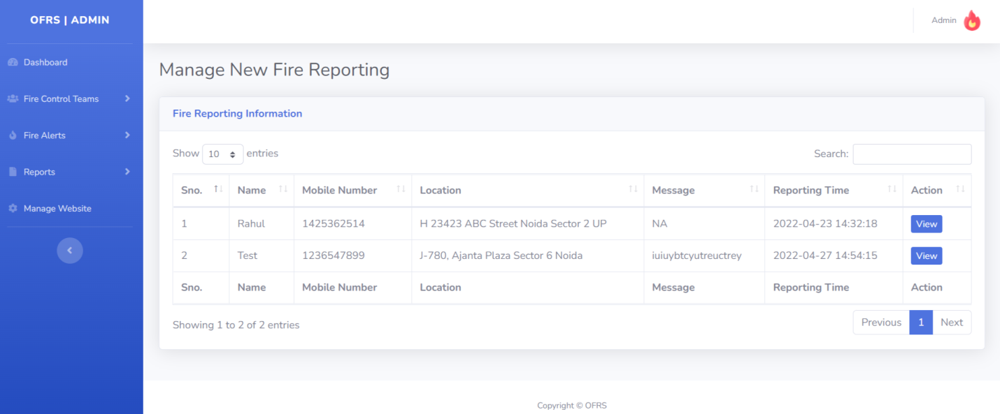 OFRS | ADMIN
Admin
Dashboard
Fire Control Teams
Fire Alerts
Reports
Manage Website
Manage New Fire Reporting
Fire Reporting Information
Show 10 entries
Search:
Sno. Name Mobile Number Location Message Reporting Time Action
1 Rahul 1425362514 H 23423 ABC Street Noida Sector 2 UP NA 2022-04-23 14:32:18 View
2 Test 1236547899 J-780, Ajanta Plaza Sector 6 Noida iuiuybtcyutreuctrey 2022-04-27 14:54:15 View
Sno. Name Mobile Number Location Message Reporting Time Action
Showing 1 to 2 of 2 entries
Previous 1 Next
Copyright © OFRS